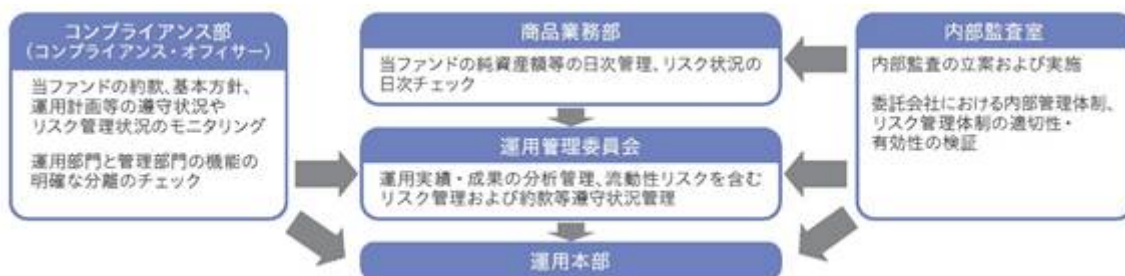 コンプライアンス部
(コンプライアンス・オフィサー)
当ファンドの約款、基本方針、
運用計画等の遵守状況や
リスク管理状況のモニタリング
運用部門と管理部門の機能の
明確な分離のチェック
商品業務部
当ファンドの純資産額等の日次管理、リスク状況の
日次チェック
運用管理委員会
運用実績・成果の分析管理、流動性リスクを含む
リスク管理および約款等遵守状況管理
運用本部
内部監査室
内部監査の立案および実施
委託会社における内部管理体制、
リスク管理体制の適切性・
有効性の検証